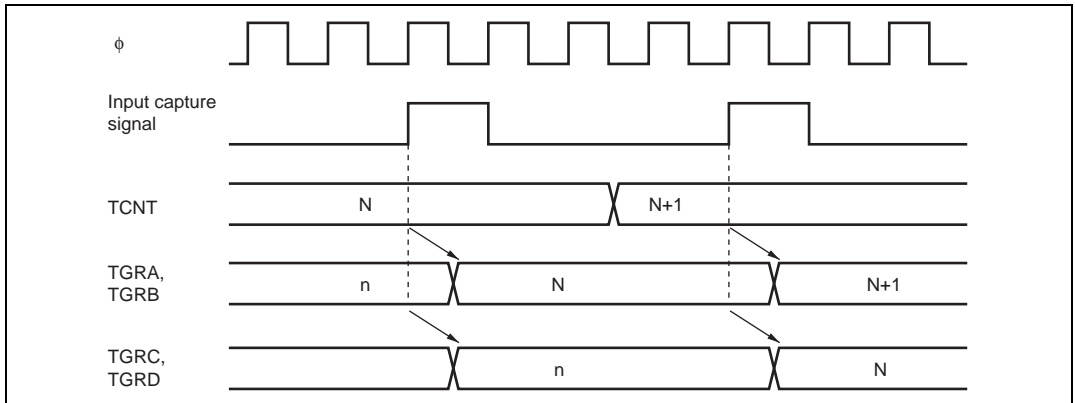 ϕ
Input capture
signal
TCNT
N
N+1
TGRA,
TGRB
n
N
N+1
TGRC,
TGRD
n
N